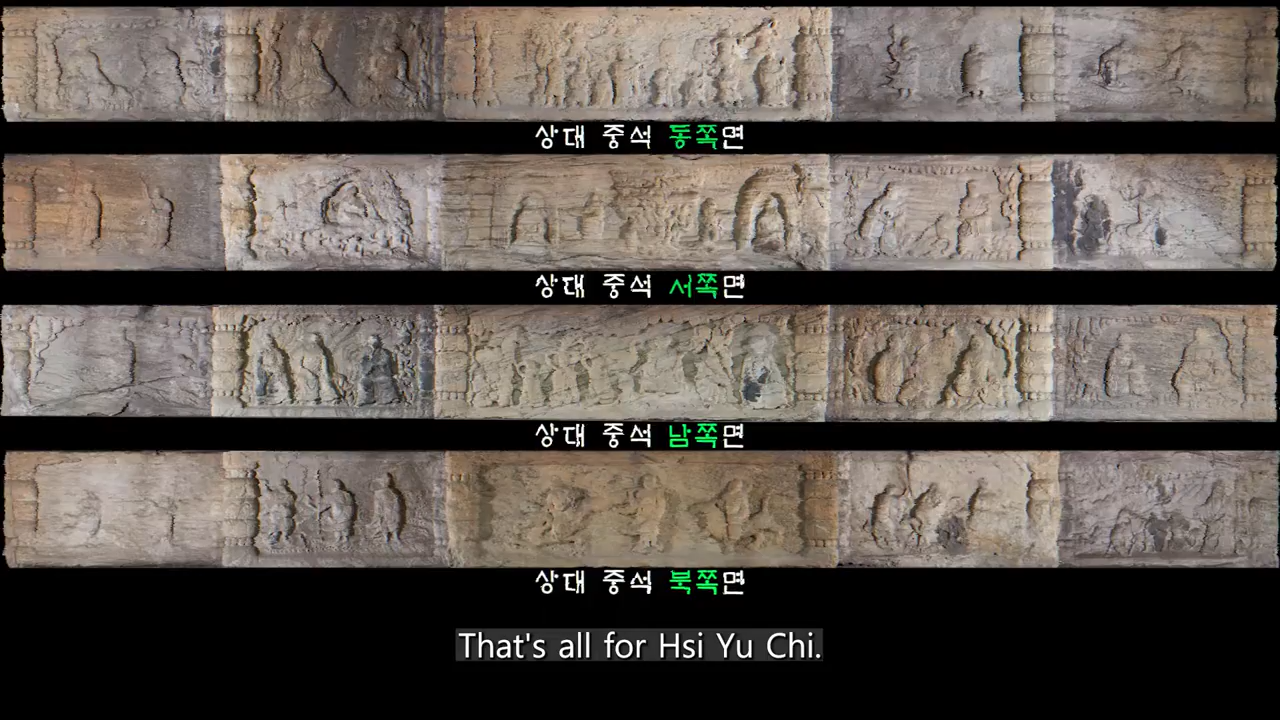 상대 중석 동쪽면
상대 중석 서쪽면
상대 중석 남쪽면
상대 중석 북쪽면
That's all for Hsi Yu Chi.